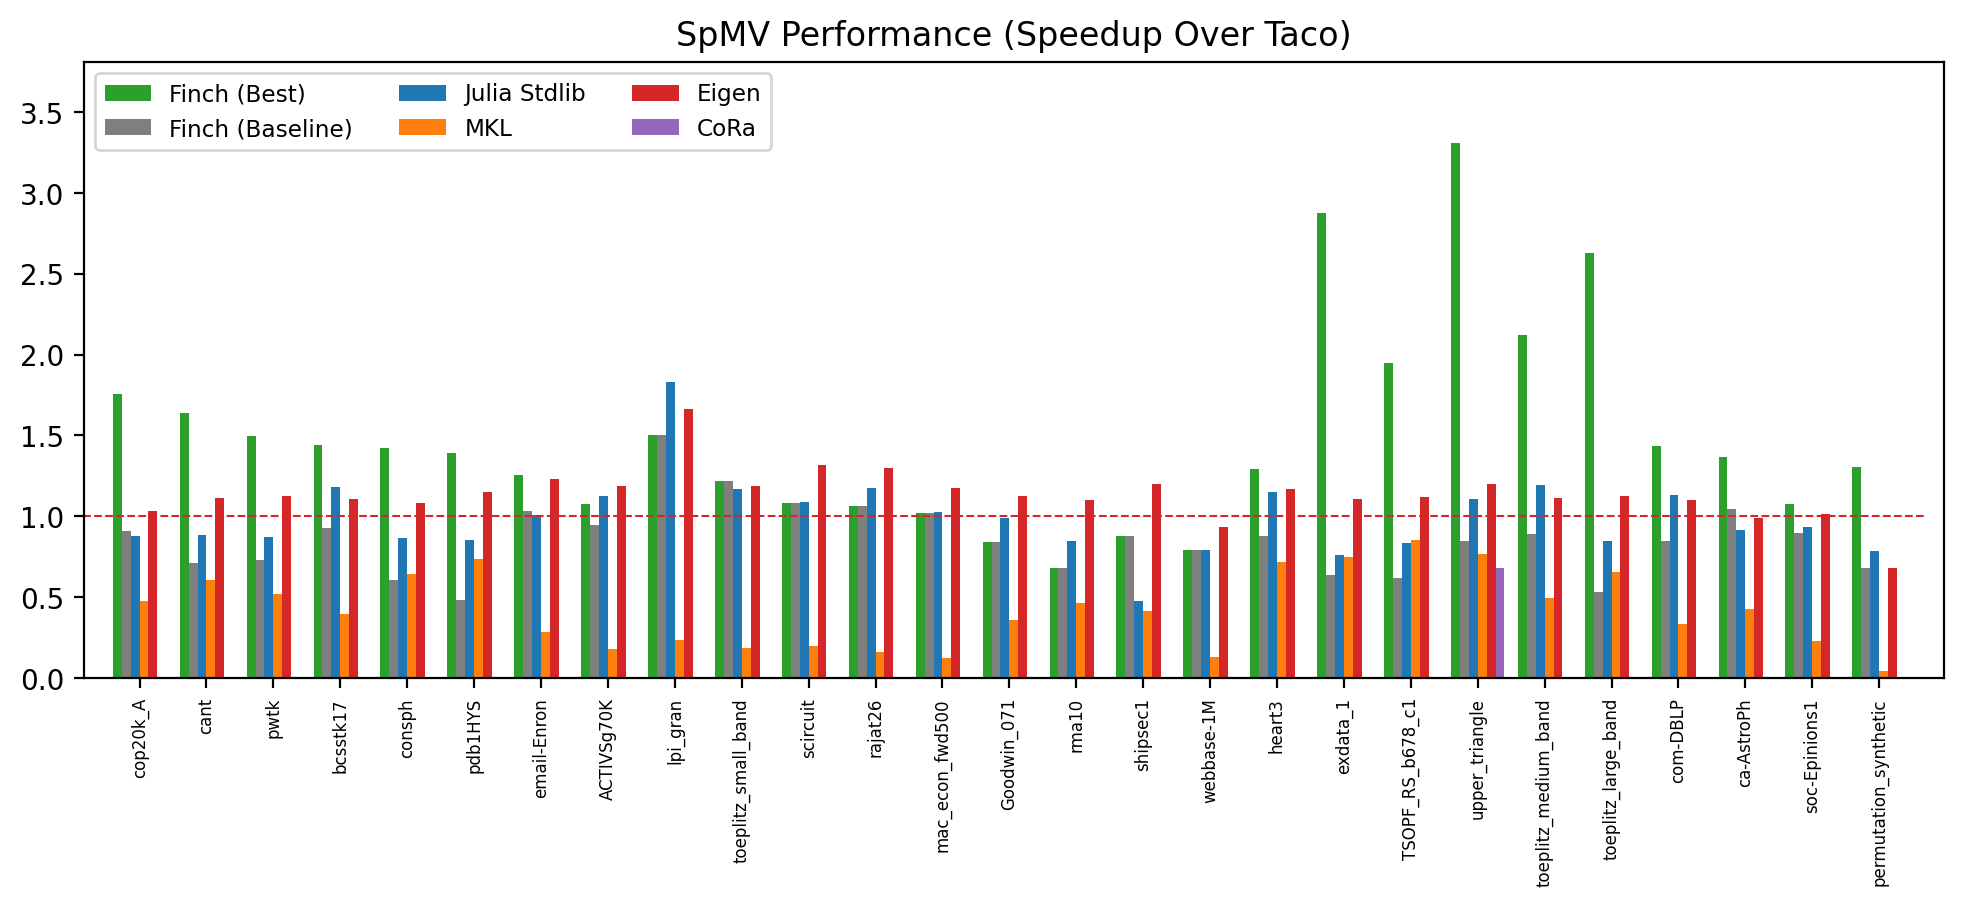 SpMV Performance (Speedup Over Taco)
Finch (Best)
Finch (Baseline)
Julia Stdlib
MKL
Eigen
CoRa
3.5
3.0
2.5
2.0
1.5
1.0
0.5
0.0
cop20k_A
cant
pwtk
bcsstk17
consph
pdb1HYS
email-Enron
ACTIVSg70K
lpi_gran
toeplitz_small_band
scircuit
rajat26
mac_econ_fwd500
Goodwin_071
rma10
shipsec1
webbase-1M
heart3
exdata_1
TSOPF_RS_b678_c1
upper_triangle
toeplitz_medium_band
toeplitz_large_band
com-DBLP
ca-AstroPh
soc-Epinions1
permutation_synthetic